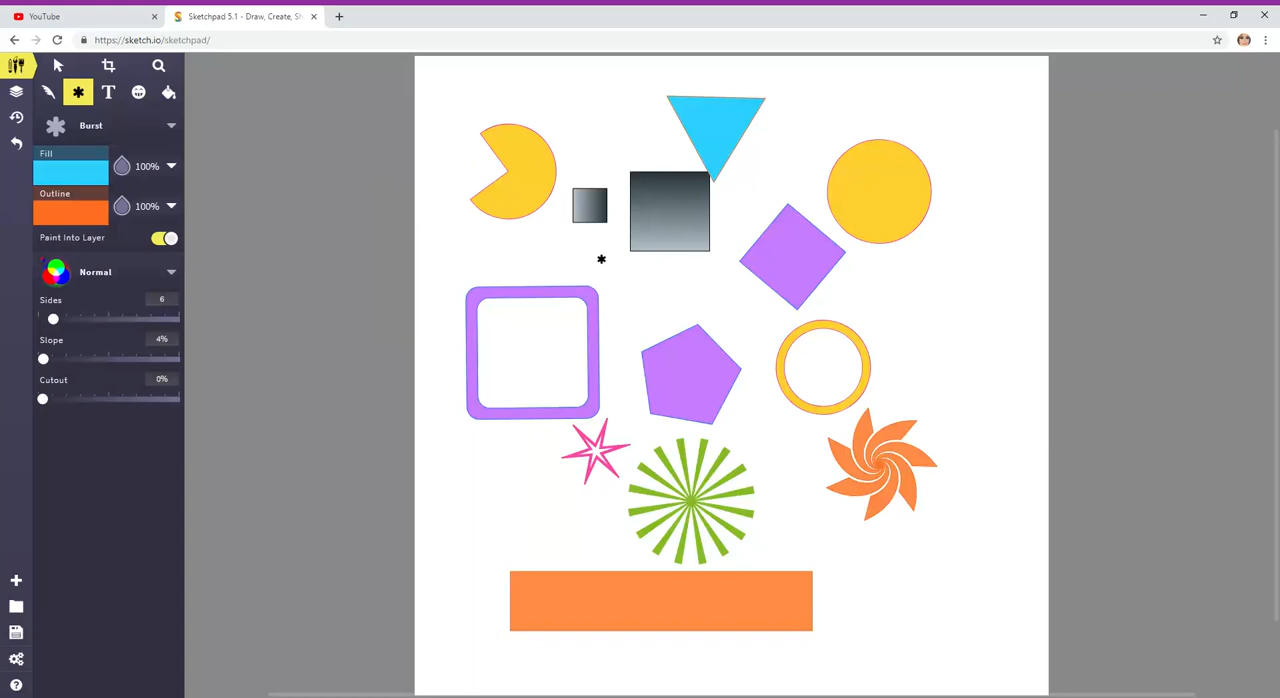 YouTube
Sketchpad 5.1 - Draw, Create, Sh
https://sketch.io/sketchpad/
T
Burst
Fill
100%
Outline
100%
Paint Into Layer
Normal
Sides
6
Slope
4%
Cutout
0%